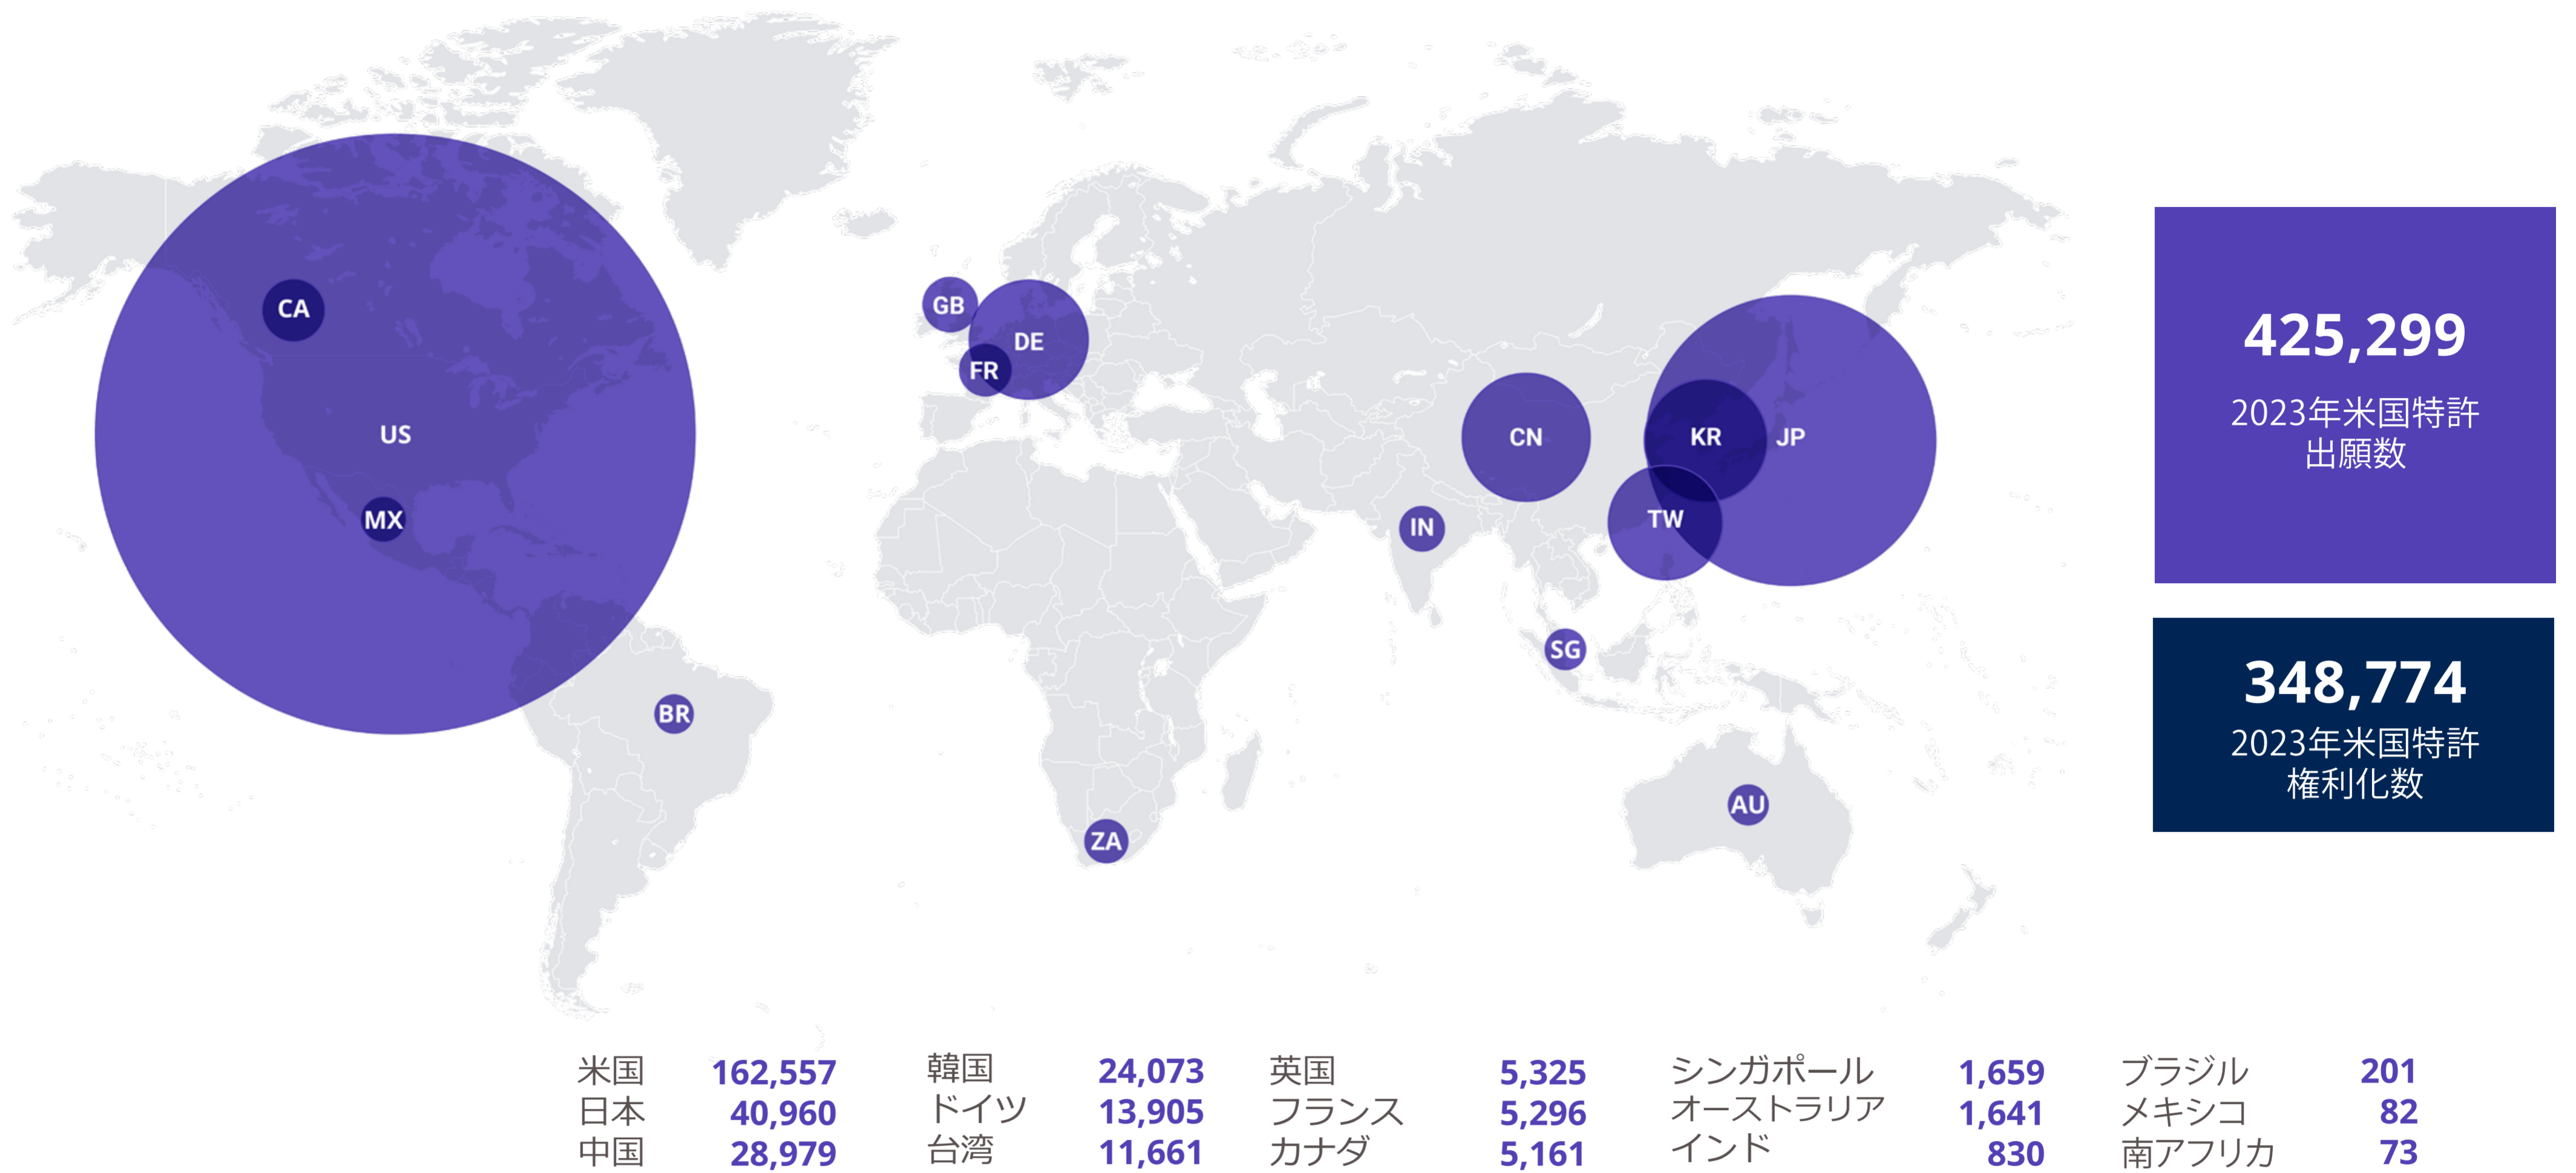 CA
US
MX
BR
GB
DE
FR
ZA
CN
IN
KR
JP
TW
SG
AU
425,299
2023年米国特許
出願数
348,774
2023年米国特許
権利化数
米国 162,557
日本 40,960
中国 28,979
韓国 24,073
ドイツ 13,905
台湾 11,661
英国 5,325
フランス 5,296
カナダ 5,161
シンガポール 1,659
オーストラリア 1,641
インド 830
ブラジル 201
メキシコ 82
南アフリカ 73